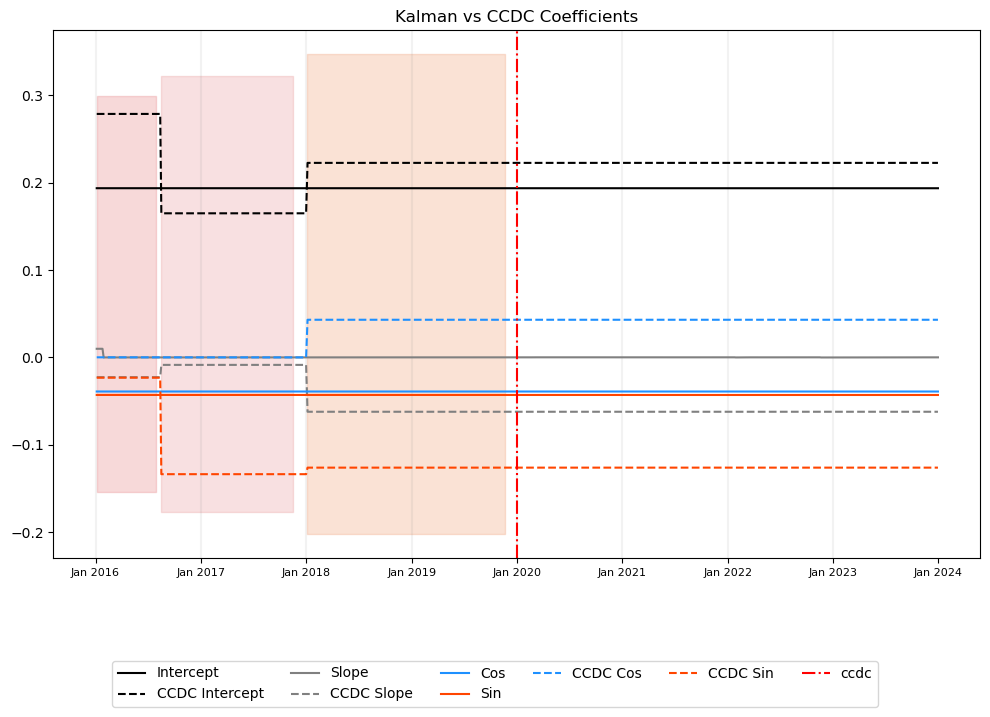 Kalman vs CCDC Coefficients
0.3
0.2
0.1
0.0
−0.1
−0.2
Jan 2016 Jan 2017 Jan 2018 Jan 2019 Jan 2020 Jan 2021 Jan 2022 Jan 2023 Jan 2024
Intercept Slope Cos CCDC Cos CCDC Sin ccdc
CCDC Intercept CCDC Slope Sin